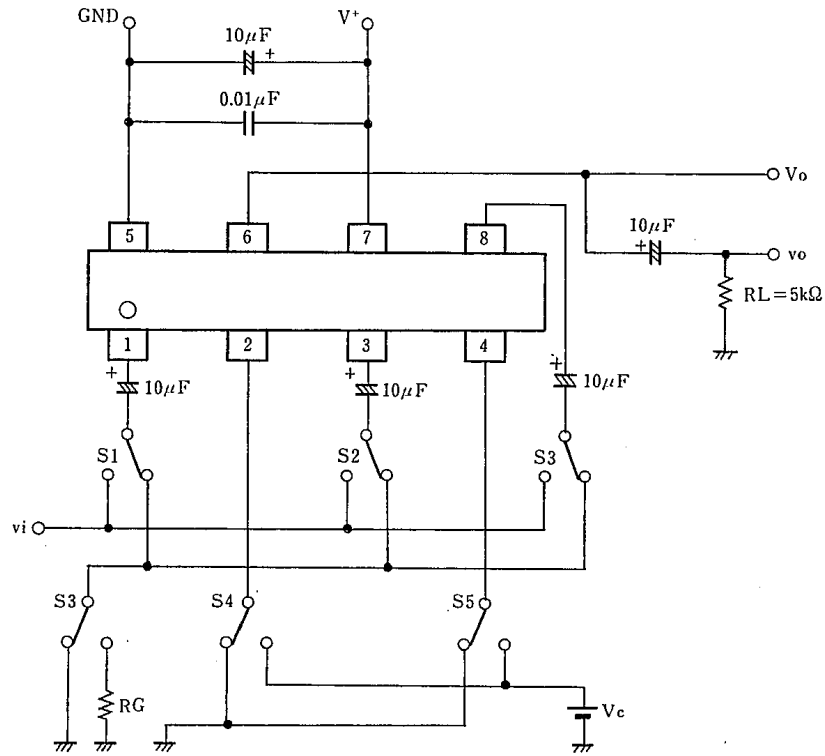 GND
V⁺
10μF
+
0.01μF
Vo
5
6
7
8
10μF
+
vo
RL=5kΩ
1
2
3
4
+
10μF
+
10μF
+
10μF
S1
S2
S3
vi
S3
S4
S5
RG
Vc